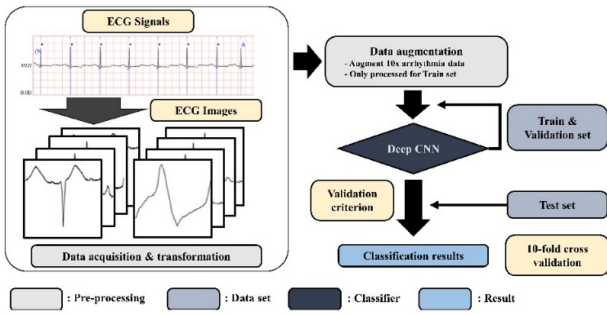 ECG Signals
ECG Images
Data acquisition & transformation
Data augmentation
- Augment 10x arrhythmia data
- Only processed for Train set
Train &
Validation set
Deep CNN
Validation
criterion
Test set
Classification results
10-fold cross
validation
: Pre-processing
: Data set
: Classifier
: Result